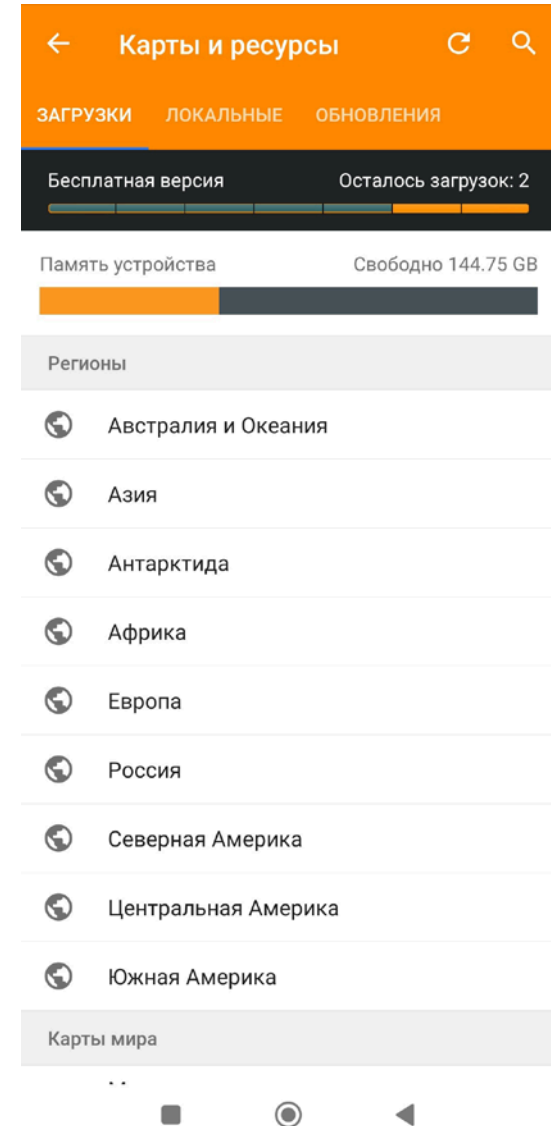 Карты и ресурсы
ЗАГРУЗКИ ЛОКАЛЬНЫЕ ОБНОВЛЕНИЯ
Бесплатная версия Осталось загрузок: 2
Память устройства Свободно 144.75 GB
Регионы
Австралия и Океания
Азия
Антарктида
Африка
Европа
Россия
Северная Америка
Центральная Америка
Южная Америка
Карты мира